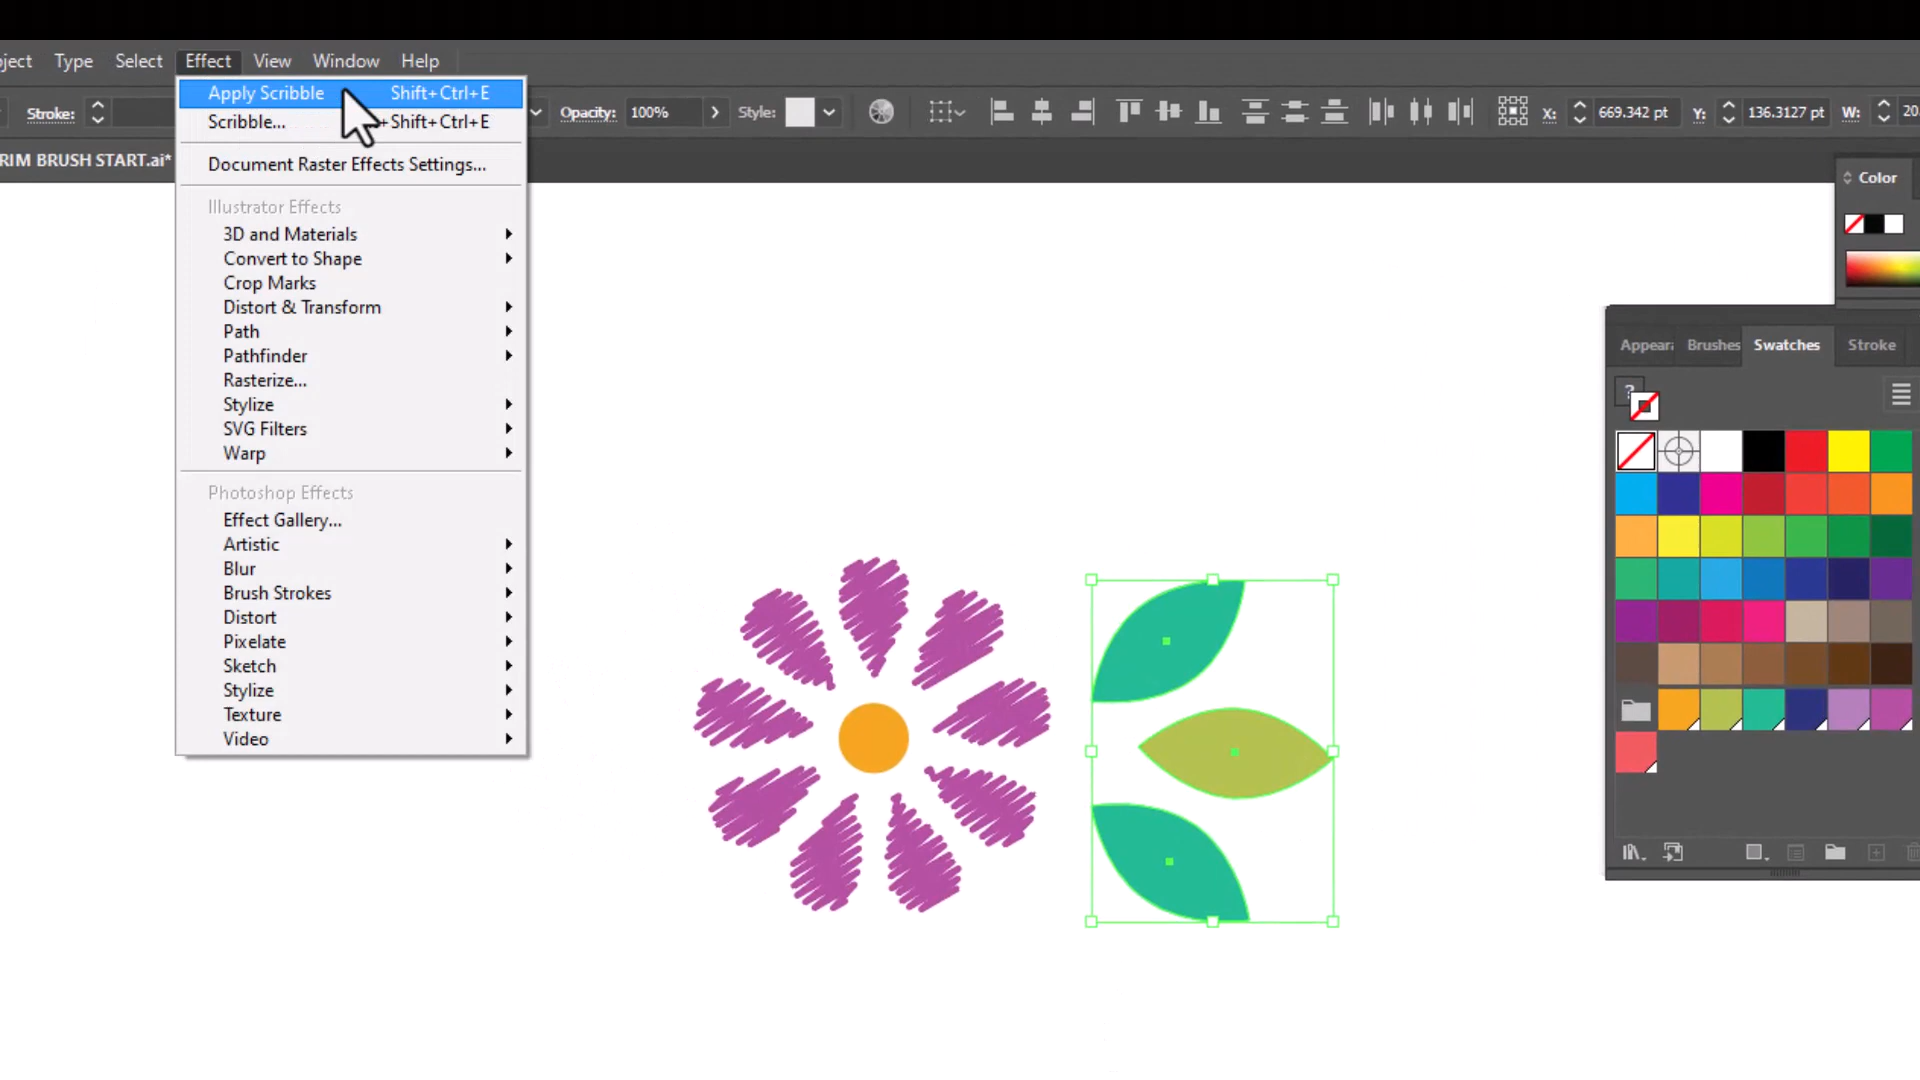 ject Type Select Effect View Window Help
Apply Scribble Shift+Ctrl+E
Stroke: Opacity: 100% Style: X: 669.342 pt Y: 136.3127 pt W: 20.
Scribble... +Shift+Ctrl+E
RIM BRUSH START.ai*
Document Raster Effects Settings...
Color
Illustrator Effects
3D and Materials
Convert to Shape
Crop Marks
Distort & Transform
Path
Appeara Brushes Swatches Stroke
Pathfinder
Rasterize...
?
Stylize
SVG Filters
Warp
Photoshop Effects
Effect Gallery...
Artistic
Blur
Brush Strokes
Distort
Pixelate
Sketch
Stylize
Texture
Video